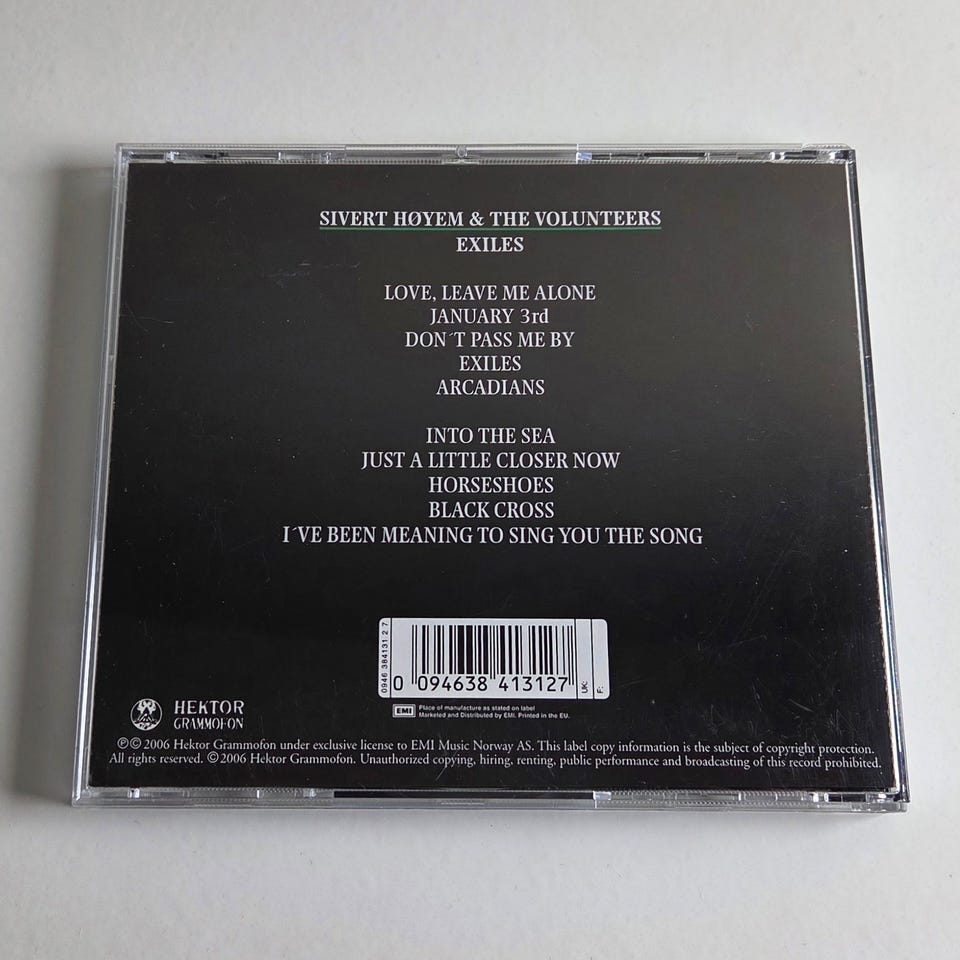 SIVERT HØYEM & THE VOLUNTEERS
EXILES
LOVE, LEAVE ME ALONE
JANUARY 3rd
DON´T PASS ME BY
EXILES
ARCADIANS
INTO THE SEA
JUST A LITTLE CLOSER NOW
HORSESHOES
BLACK CROSS
I´VE BEEN MEANING TO SING YOU THE SONG
0946 384131 2 7
0 094638 413127
UK:
F:
EMI
Place of manufacture as stated on label
Marketed and Distributed by EMI. Printed in the EU.
HEKTOR
GRAMMOFON
℗ © 2006 Hektor Grammofon under exclusive license to EMI Music Norway AS. This label copy information is the subject of copyright protection.
All rights reserved. © 2006 Hektor Grammofon. Unauthorized copying, hiring, renting, public performance and broadcasting of this record prohibited.